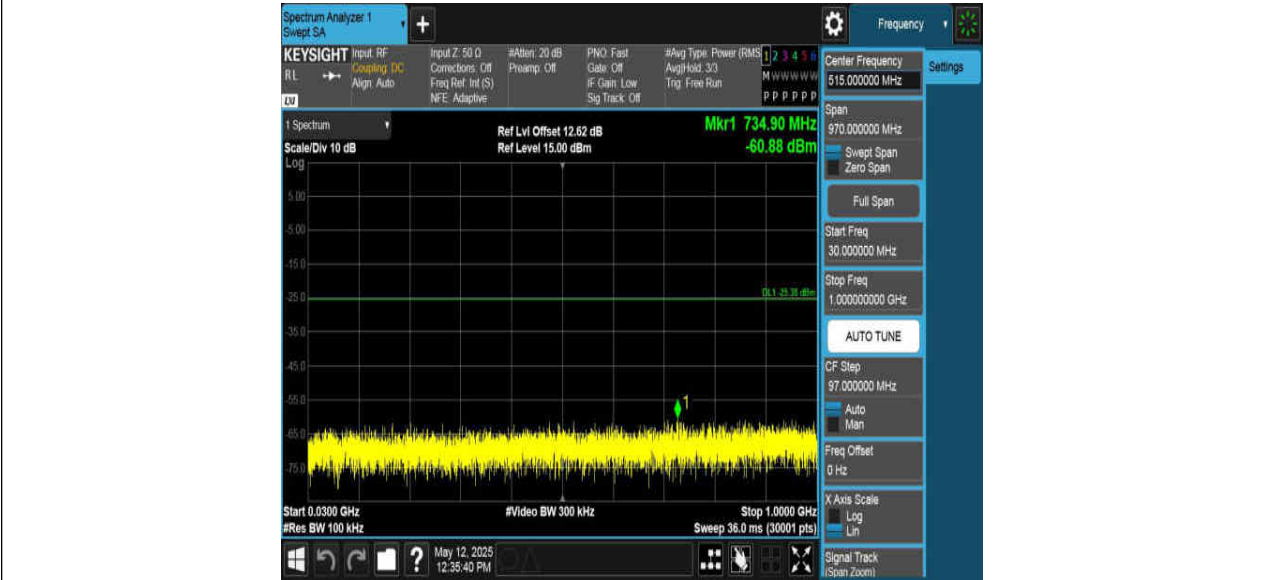 Spectrum Analyzer 1
Swept SA
+
Frequency
KEYSIGHT
RL
LXI
Input: RF
Coupling: DC
Align: Auto
Input Z: 50 Ω
Corrections: Off
Freq Ref: Int (S)
NFE: Adaptive
#Atten: 20 dB
Preamp: Off
PNO: Fast
Gate: Off
IF Gain: Low
Sig Track: Off
#Avg Type: Power (RMS
Avg|Hold: 3/3
Trig: Free Run
1 2 3 4 5 6
M W W W W W
P P P P P P
1 Spectrum
Scale/Div 10 dB
Log
Ref Lvl Offset 12.62 dB
Ref Level 15.00 dBm
Mkr1 734.90 MHz
-60.88 dBm
5.00
-5.00
-15.0
-25.0
DL1 -25.38 dBm
-35.0
-45.0
-55.0
1
-65.0
-75.0
Start 0.0300 GHz
#Res BW 100 kHz
#Video BW 300 kHz
Stop 1.0000 GHz
Sweep 36.0 ms (30001 pts)
?
May 12, 2025
12:35:40 PM
Center Frequency
515.000000 MHz
Settings
Span
970.000000 MHz
Swept Span
Zero Span
Full Span
Start Freq
30.000000 MHz
Stop Freq
1.000000000 GHz
AUTO TUNE
CF Step
97.000000 MHz
Auto
Man
Freq Offset
0 Hz
X Axis Scale
Log
Lin
Signal Track
(Span Zoom)